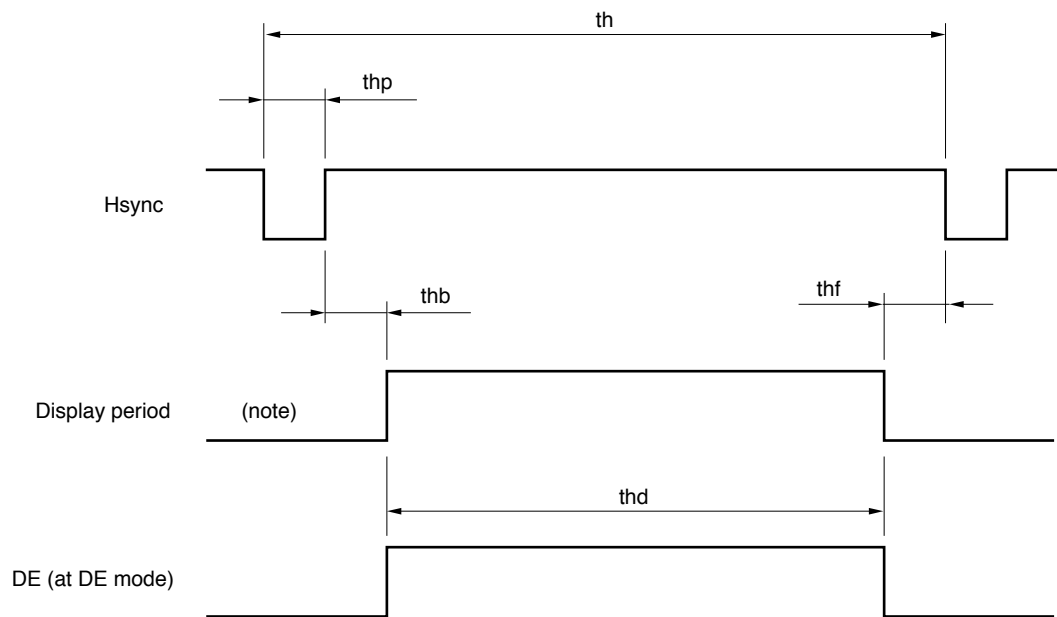 th
thp
Hsync
thb
thf
Display period
(note)
thd
DE (at DE mode)